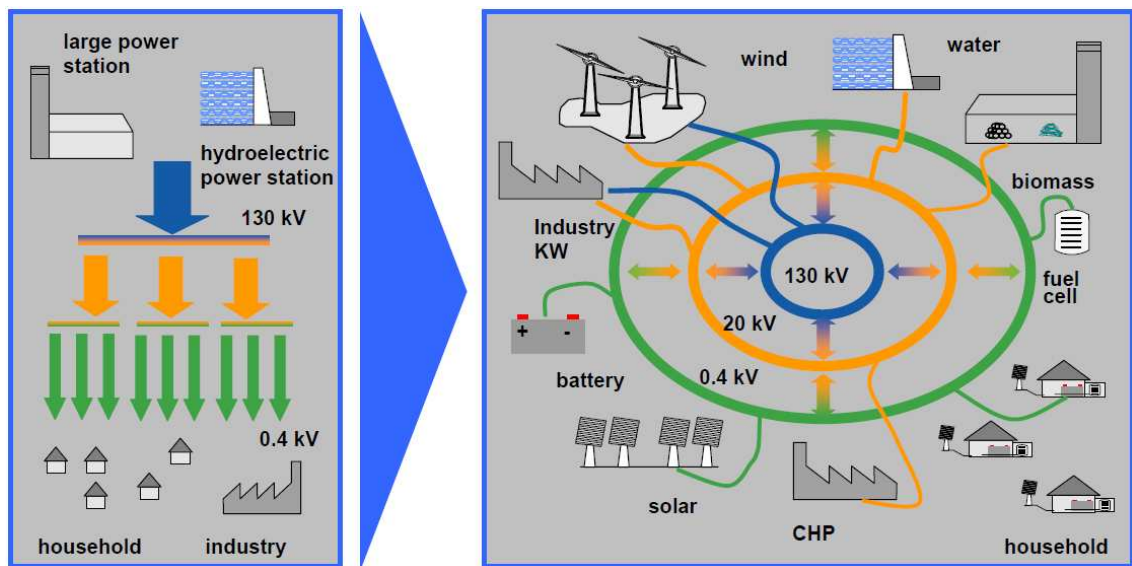 large power
station
hydroelectric
power station
130 kV
0.4 kV
household
industry
wind
water
biomass
Industry
KW
fuel
cell
130 kV
20 kV
0.4 kV
+ -
battery
solar
CHP
household